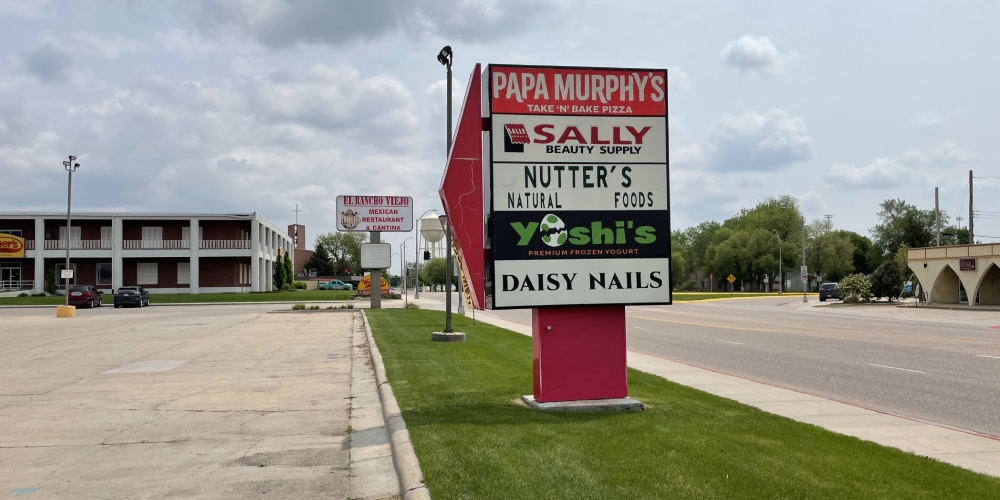 PAPA MURPHY'S
TAKE 'N' BAKE PIZZA
SALLY
SALLY
BEAUTY SUPPLY
NUTTER'S
NATURAL FOODS
yoshi's
PREMIUM FROZEN YOGURT
DAISY NAILS
EL RANCHO VIEJO
MEXICAN
RESTAURANT
& CANTINA